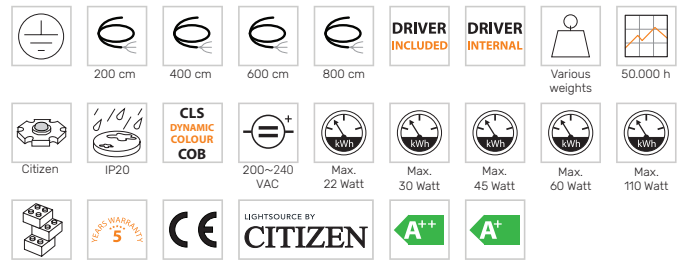 DRIVER
INCLUDED
DRIVER
INTERNAL
200 cm
400 cm
600 cm
800 cm
Various
weights
50.000 h
CLS
DYNAMIC
COLOUR
COB
+
kWh
kWh
kWh
kWh
kWh
Citizen
IP20
200~240
VAC
Max.
22 Watt
Max.
30 Watt
Max.
45 Watt
Max.
60 Watt
Max.
110 Watt
YEARS WARRANTY
5
CE
LIGHTSOURCE BY
CITIZEN
A++
A+